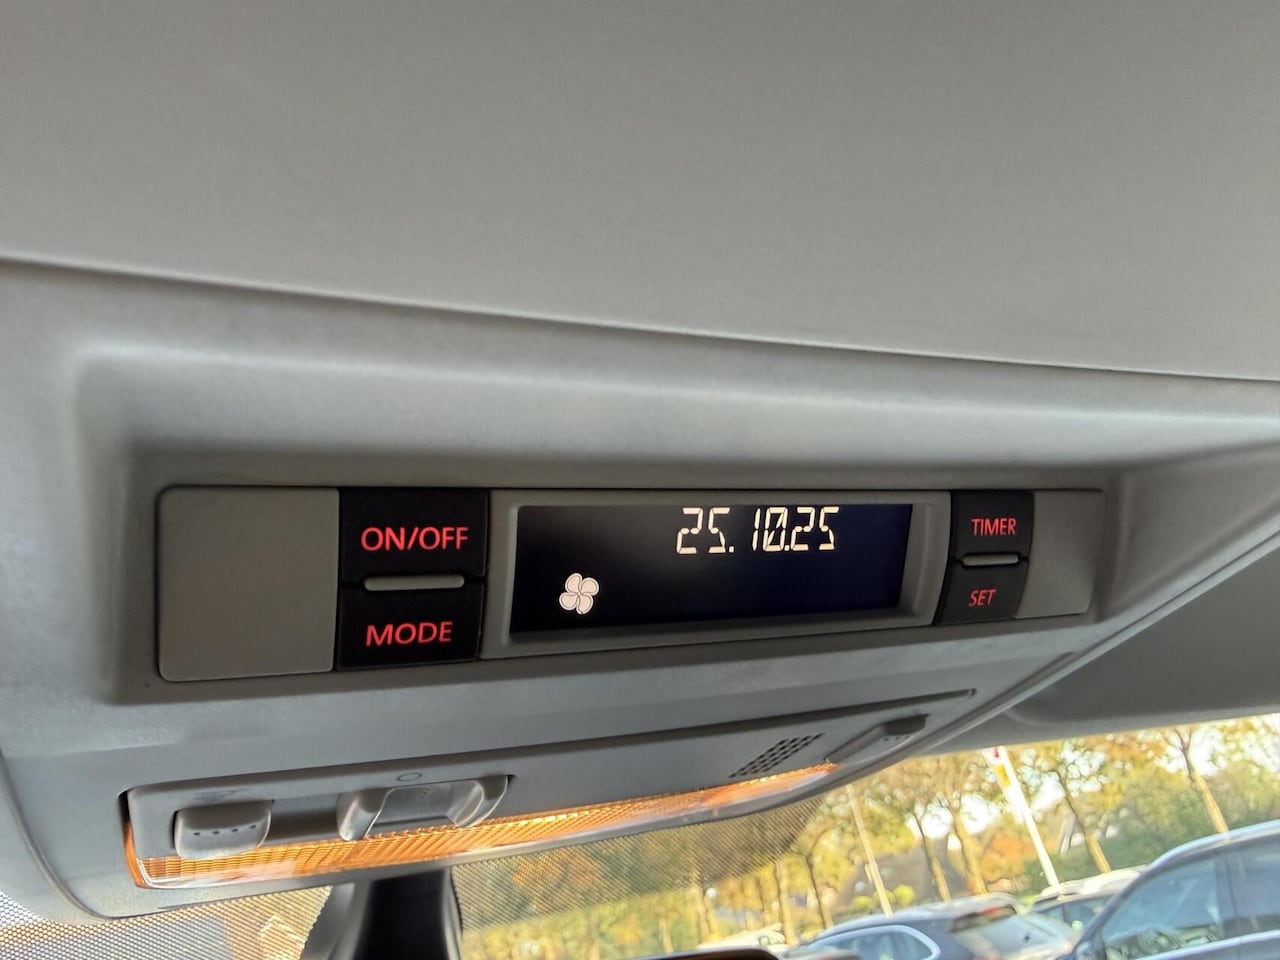 ON/OFF
MODE
25.10.25
TIMER
SET